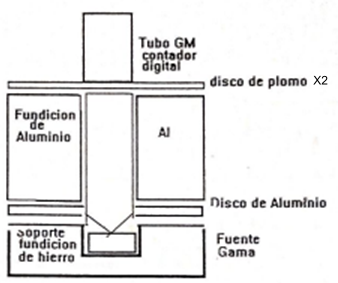 Tubo GM
contador
digital
disco de plomo X2
Fundicion
de
Aluminio
Al
Disco de Aluminio
Soporte
fundicion
de hierro
Fuente
Gama